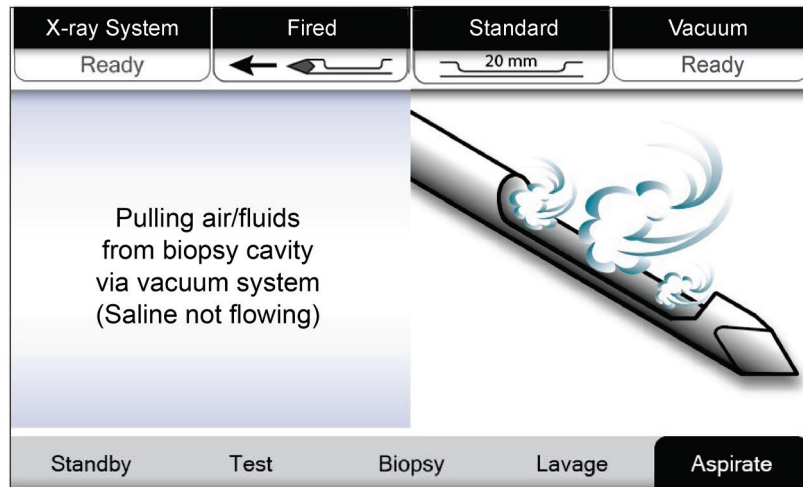 X-ray System
Fired
Standard
Vacuum
Ready
20 mm
Ready
Pulling air/fluids
from biopsy cavity
via vacuum system
(Saline not flowing)
Standby
Test
Biopsy
Lavage
Aspirate